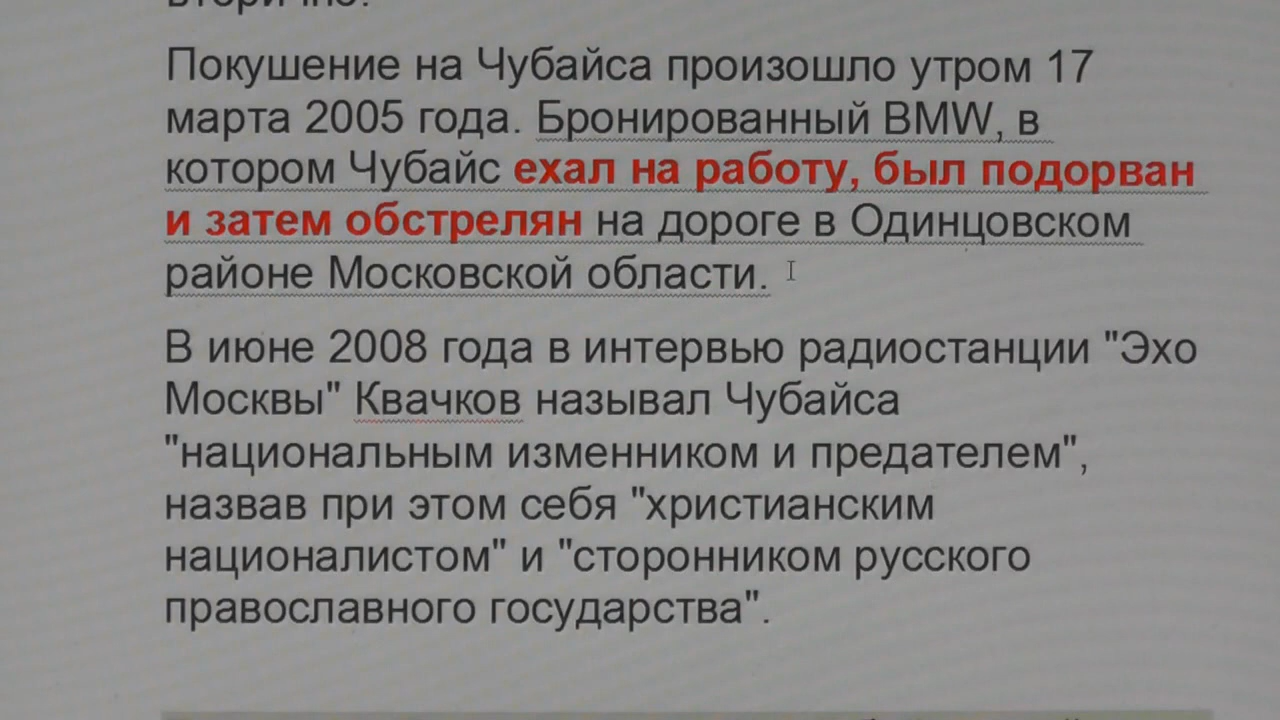 Покушение на Чубайса произошло утром 17
марта 2005 года. Бронированный BMW, в
котором Чубайс ехал на работу, был подорван
и затем обстрелян на дороге в Одинцовском
районе Московской области.
В июне 2008 года в интервью радиостанции "Эхо
Москвы" Квачков называл Чубайса
"национальным изменником и предателем",
назвав при этом себя "христианским
националистом" и "сторонником русского
православного государства".